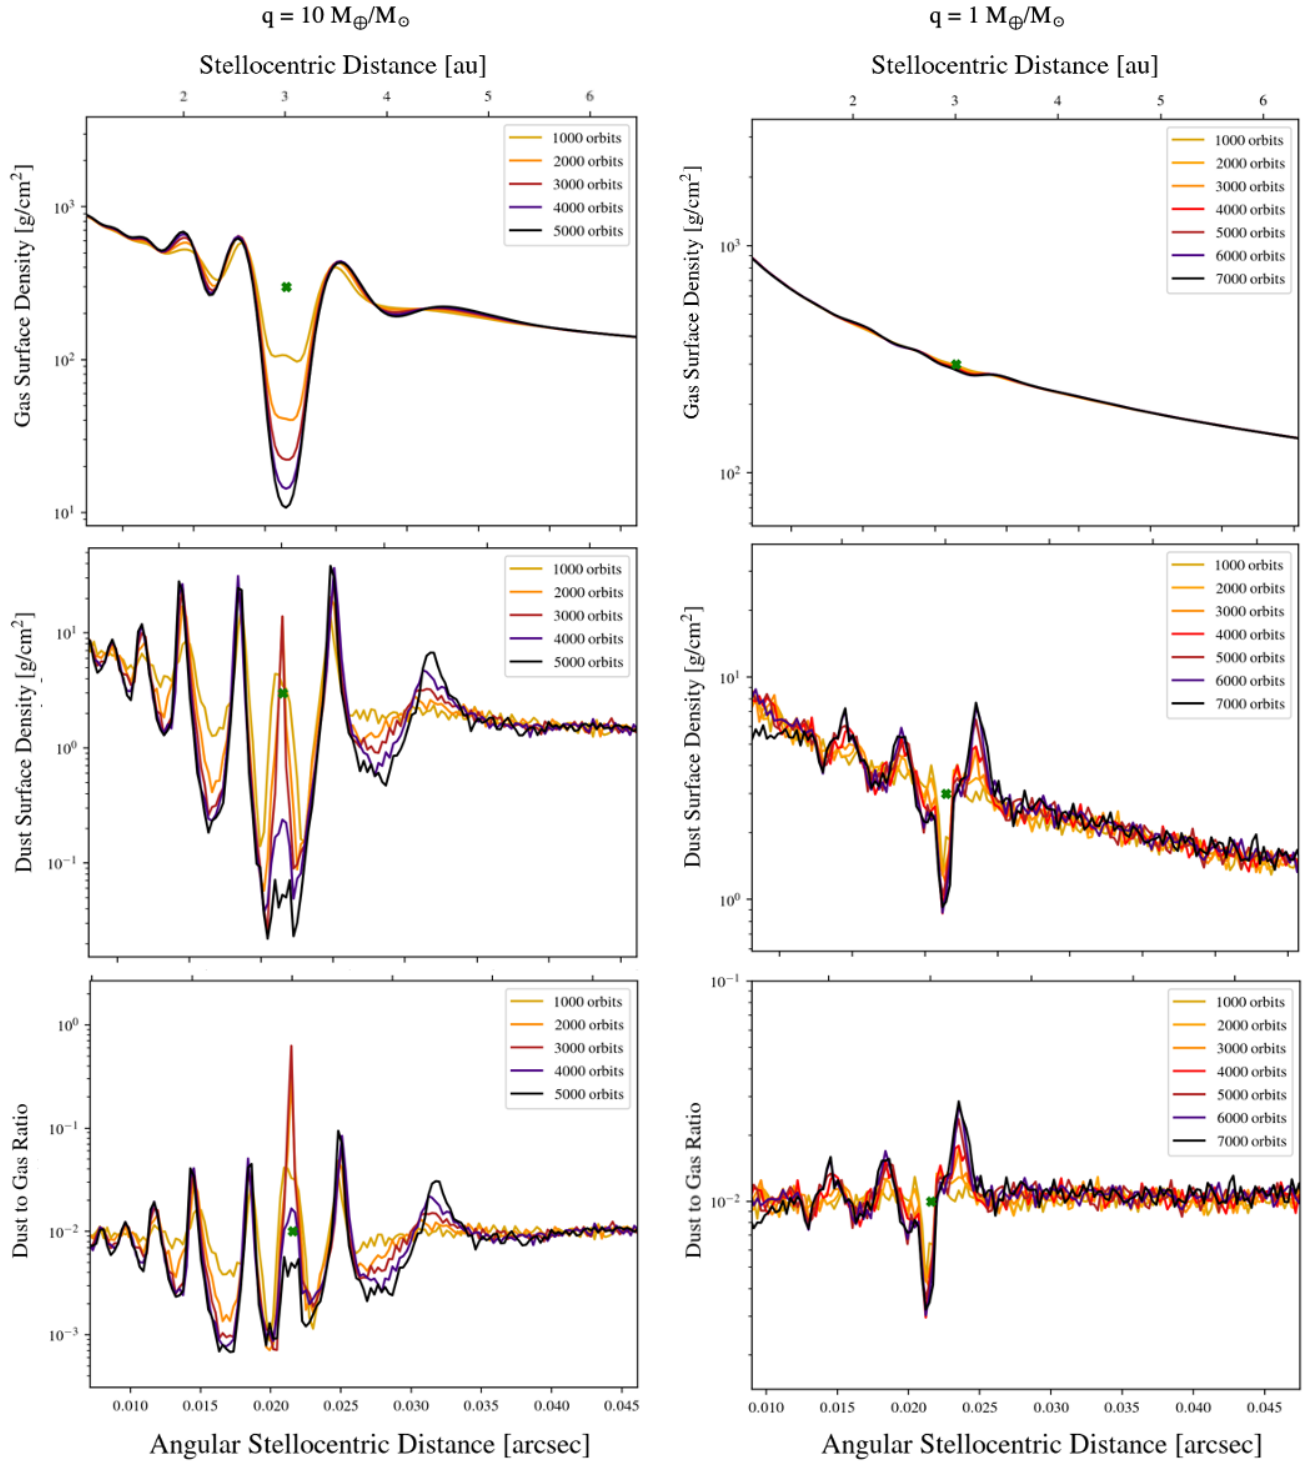 q = 10 M⊕/M⊙
Stellocentric Distance [au]
2 3 4 5 6
Gas Surface Density [g/cm²]
10³
10²
10¹
1000 orbits
2000 orbits
3000 orbits
4000 orbits
5000 orbits
q = 1 M⊕/M⊙
Stellocentric Distance [au]
2 3 4 5 6
Gas Surface Density [g/cm²]
10³
10²
1000 orbits
2000 orbits
3000 orbits
4000 orbits
5000 orbits
6000 orbits
7000 orbits
Dust Surface Density [g/cm²]
10¹
10⁰
10⁻¹
1000 orbits
2000 orbits
3000 orbits
4000 orbits
5000 orbits
Dust Surface Density [g/cm²]
10¹
10⁰
1000 orbits
2000 orbits
3000 orbits
4000 orbits
5000 orbits
6000 orbits
7000 orbits
Dust to Gas Ratio
10⁰
10⁻¹
10⁻²
10⁻³
1000 orbits
2000 orbits
3000 orbits
4000 orbits
5000 orbits
0.010 0.015 0.020 0.025 0.030 0.035 0.040 0.045
Angular Stellocentric Distance [arcsec]
Dust to Gas Ratio
10⁻¹
10⁻²
1000 orbits
2000 orbits
3000 orbits
4000 orbits
5000 orbits
6000 orbits
7000 orbits
0.010 0.015 0.020 0.025 0.030 0.035 0.040 0.045
Angular Stellocentric Distance [arcsec]